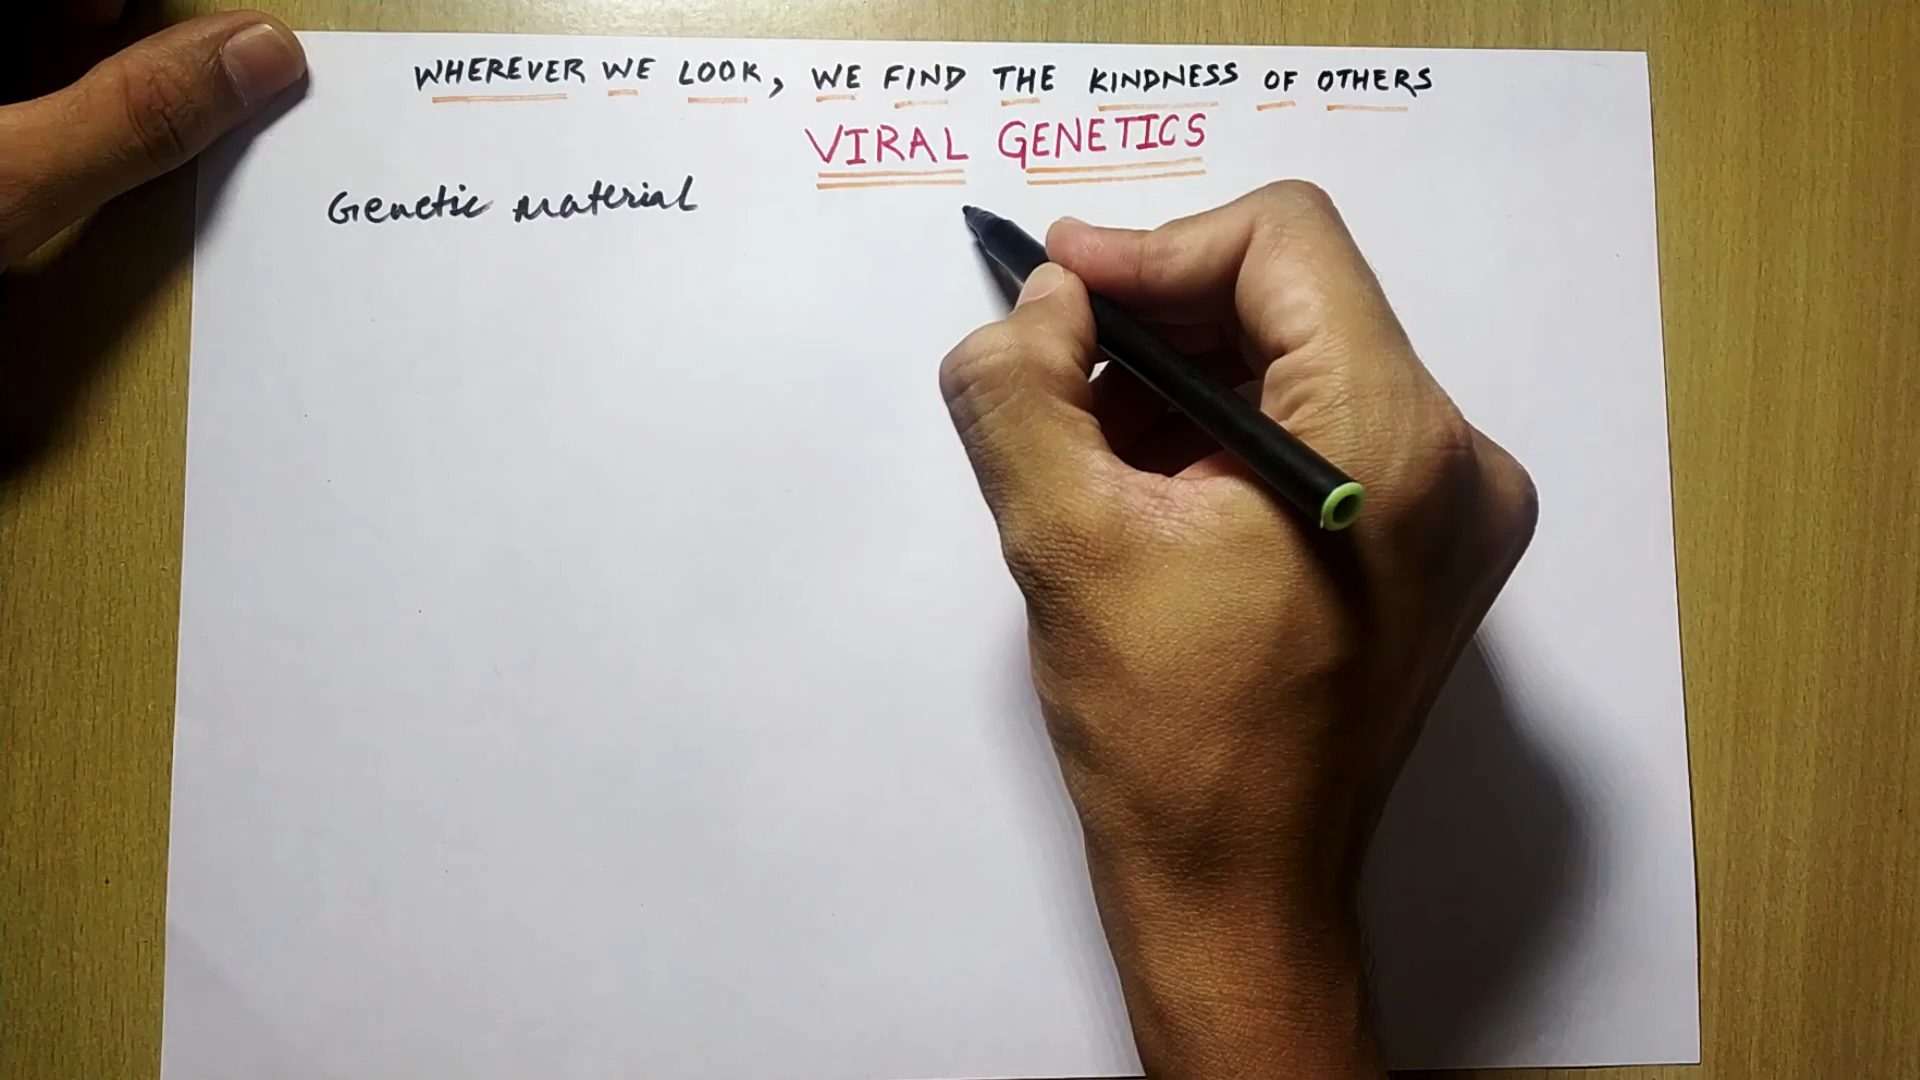 WHEREVER WE LOOK, WE FIND THE KINDNESS OF OTHERS
VIRAL GENETICS
Genetic material